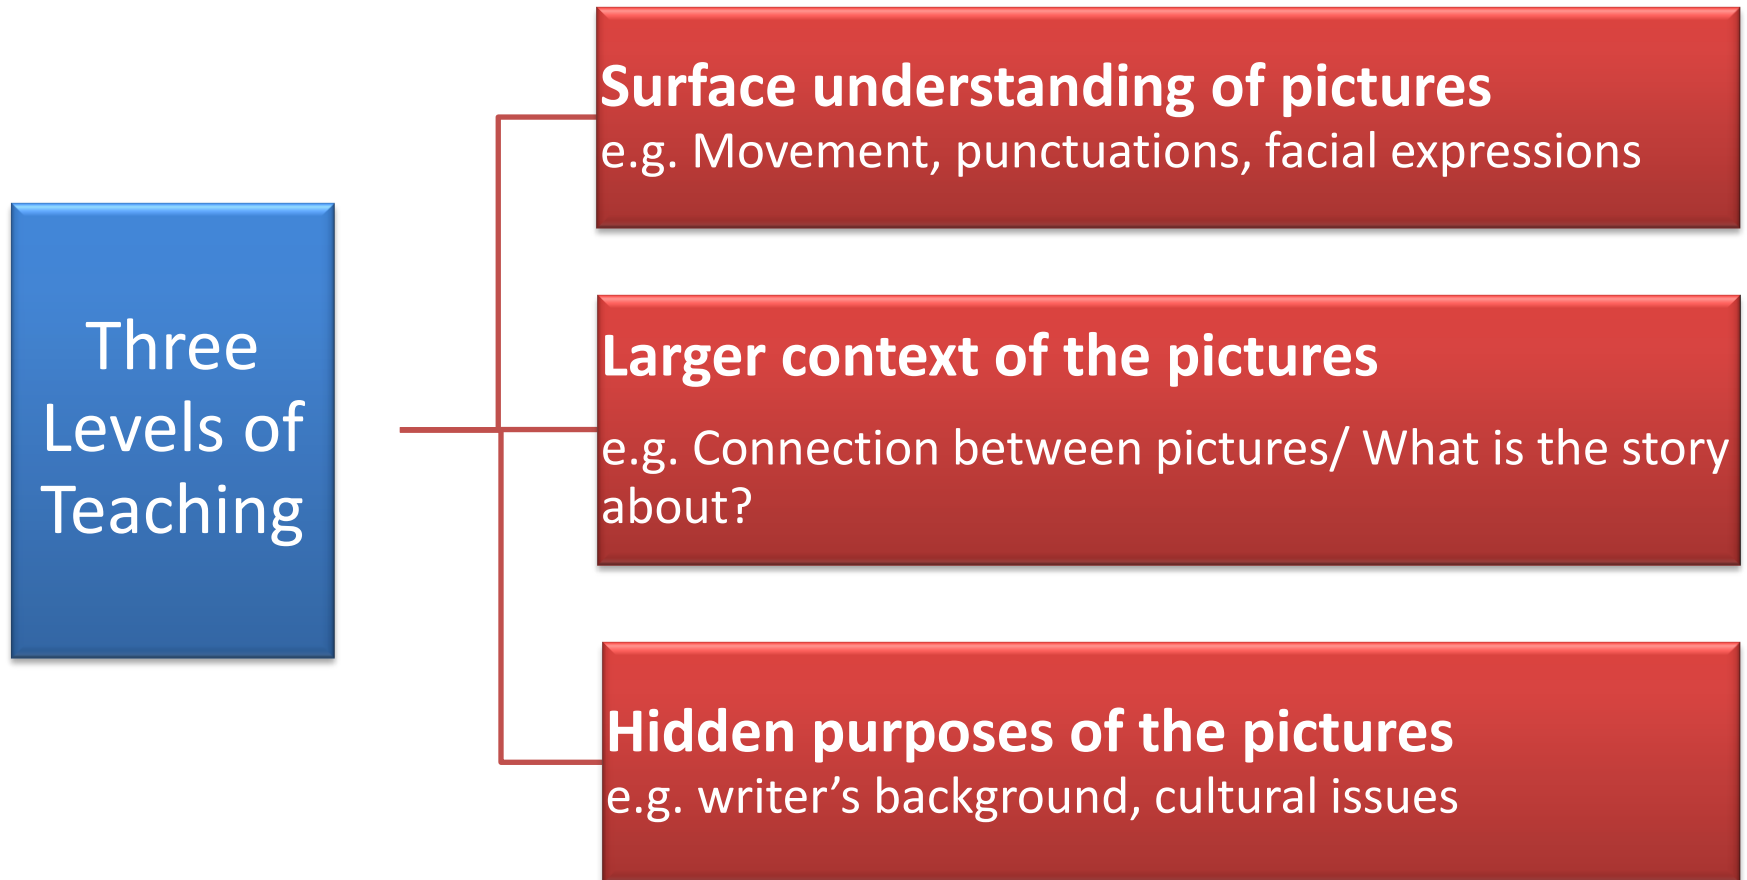 Three
Levels of
Teaching
Surface understanding of pictures
e.g. Movement, punctuations, facial expressions
Larger context of the pictures
e.g. Connection between pictures/ What is the story
about?
Hidden purposes of the pictures
e.g. writer’s background, cultural issues